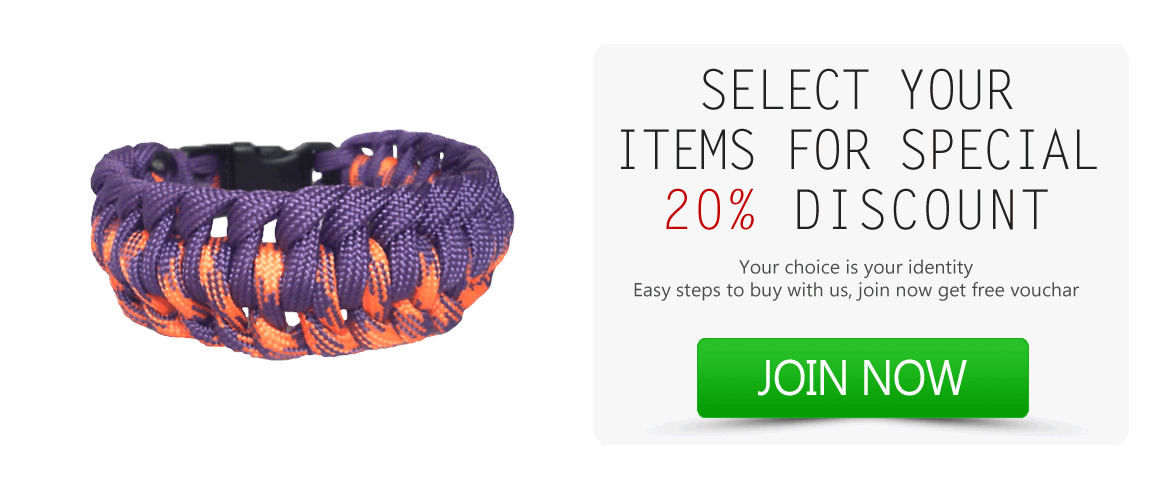 SELECT YOUR
ITEMS FOR SPECIAL
20% DISCOUNT
Your choice is your identity
Easy steps to buy with us, join now get free vouchar
JOIN NOW